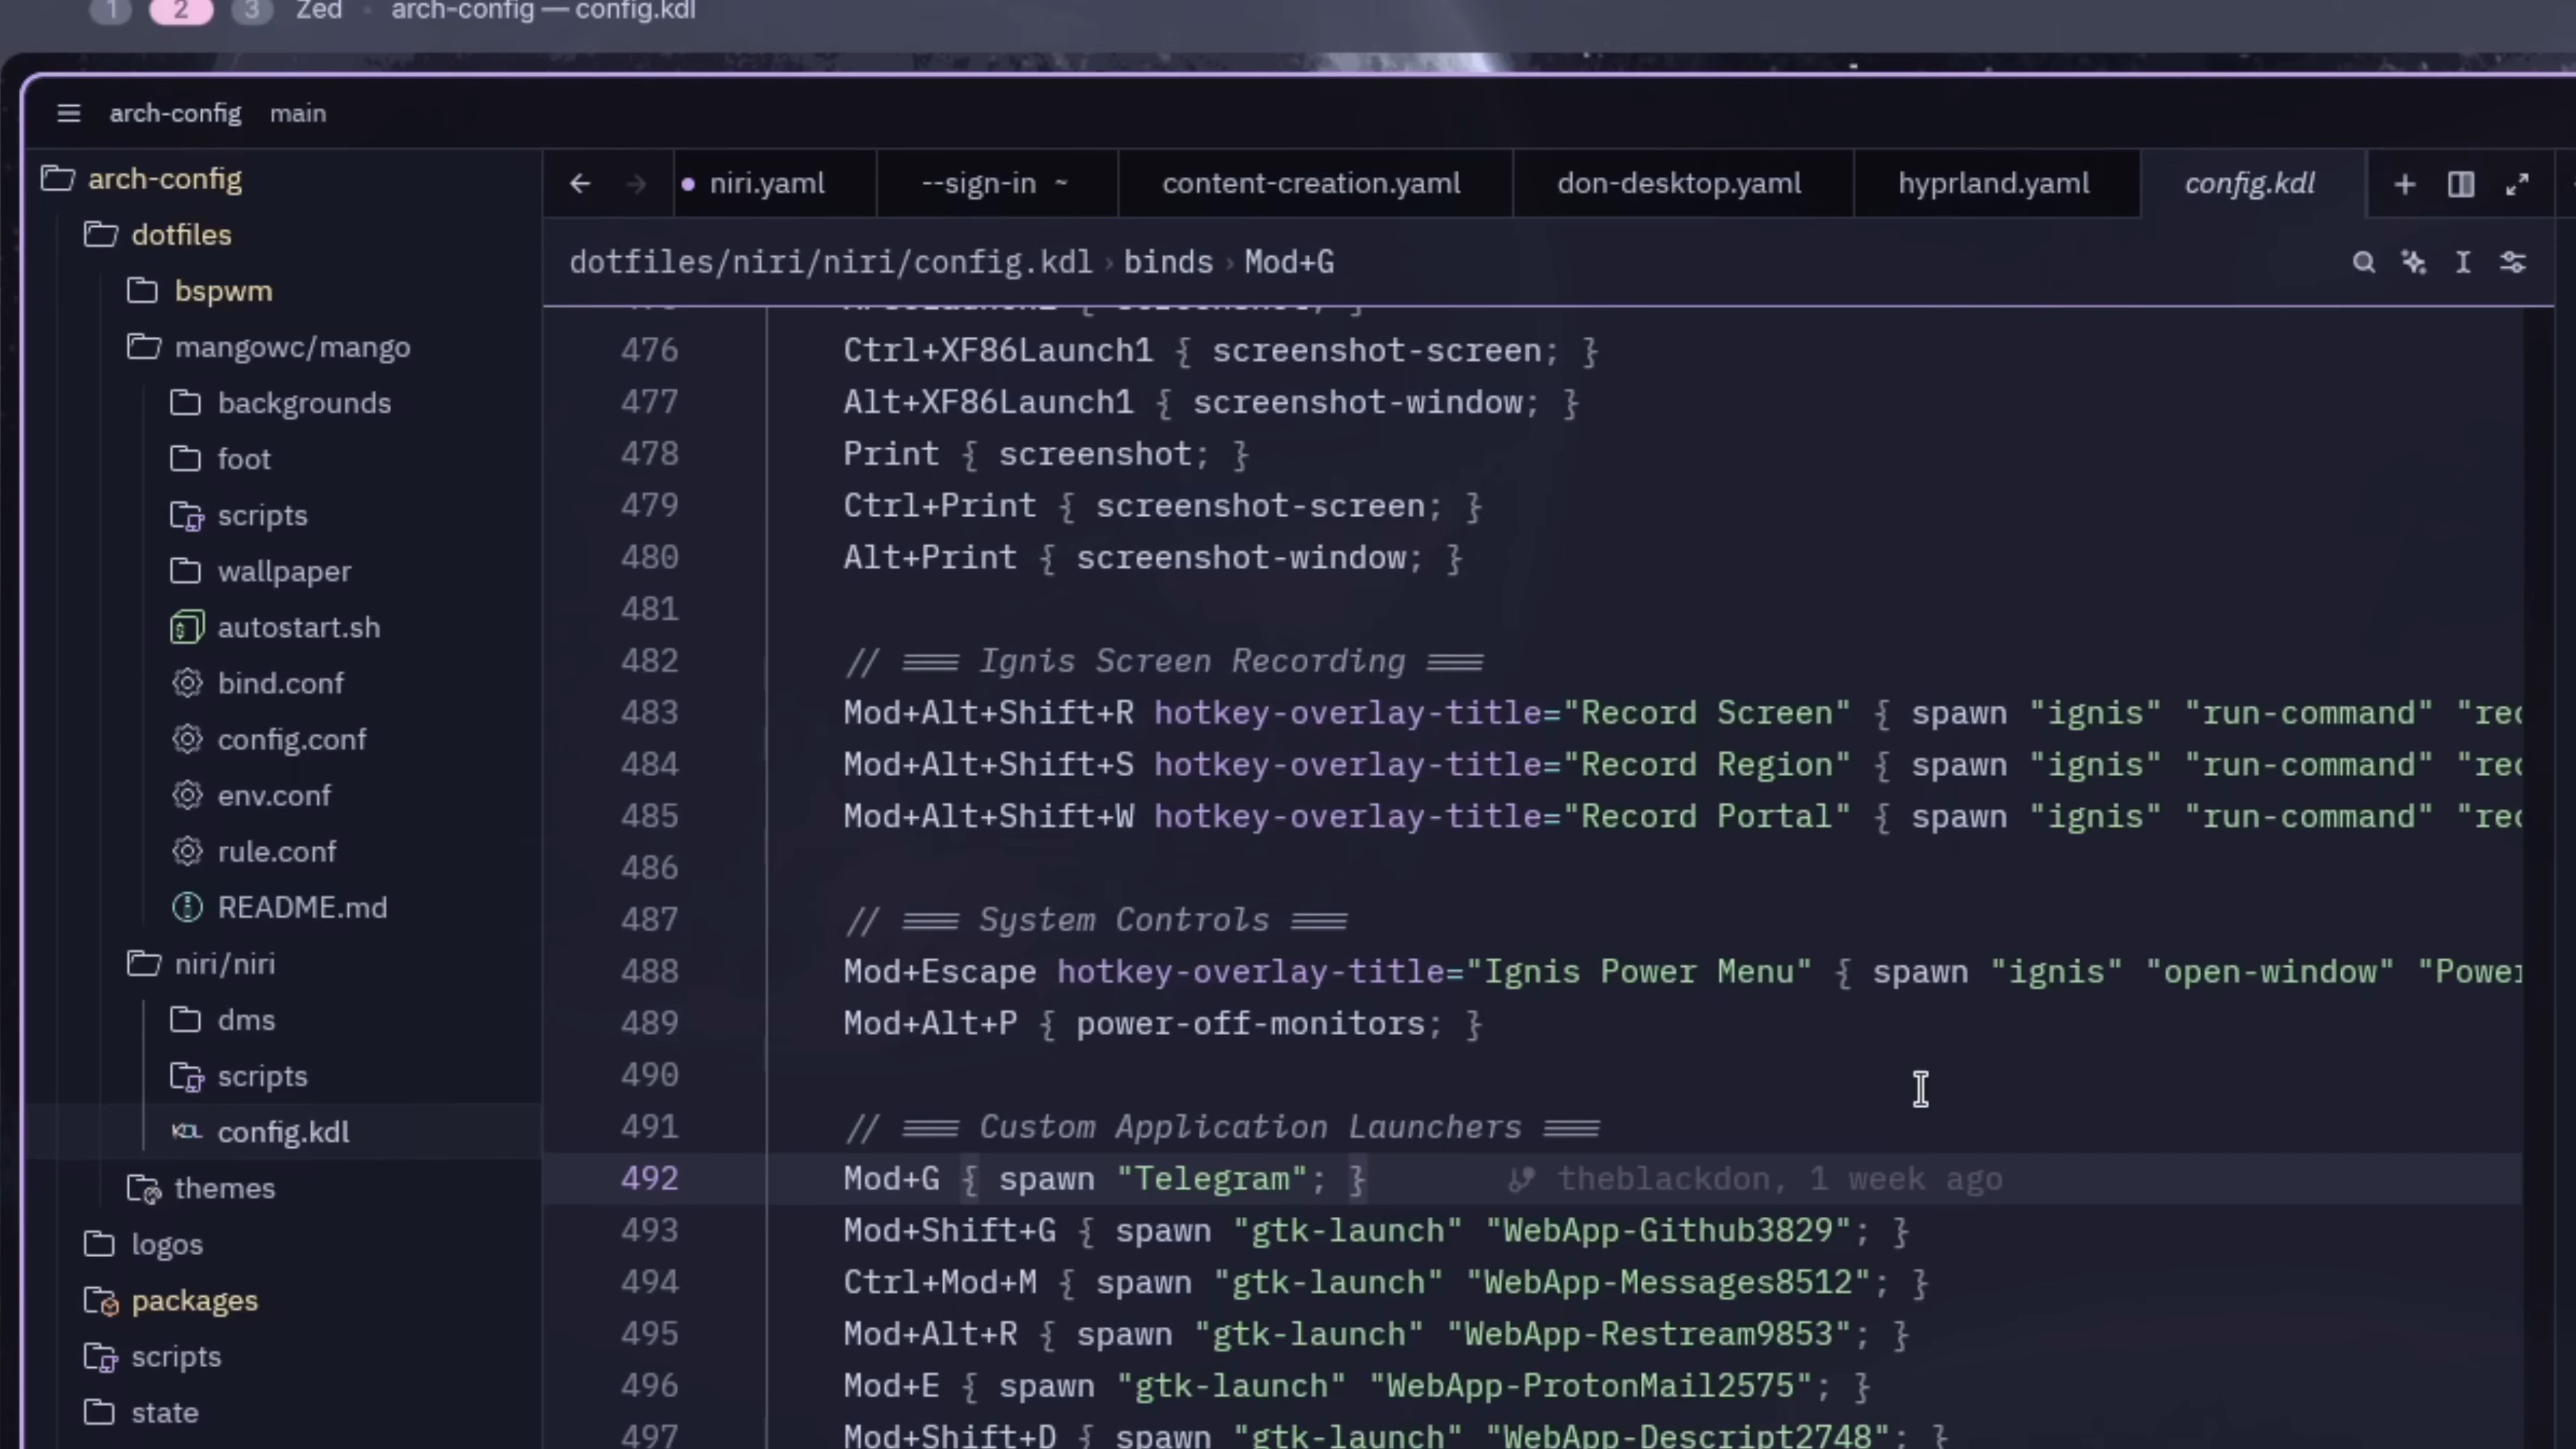 1 2 3 Zed • arch-config — config.kdl
arch-config main
arch-config
dotfiles
bspwm
mangowc/mango
backgrounds
foot
scripts
wallpaper
autostart.sh
bind.conf
config.conf
env.conf
rule.conf
README.md
niri/niri
dms
scripts
config.kdl
themes
logos
packages
scripts
state
niri.yaml --sign-in ~ content-creation.yaml don-desktop.yaml hyprland.yaml config.kdl
dotfiles/niri/niri/config.kdl › binds › Mod+G
476 Ctrl+XF86Launch1 { screenshot-screen; }
477 Alt+XF86Launch1 { screenshot-window; }
478 Print { screenshot; }
479 Ctrl+Print { screenshot-screen; }
480 Alt+Print { screenshot-window; }
481
482 // === Ignis Screen Recording ===
483 Mod+Alt+Shift+R hotkey-overlay-title="Record Screen" { spawn "ignis" "run-command" "rec
484 Mod+Alt+Shift+S hotkey-overlay-title="Record Region" { spawn "ignis" "run-command" "rec
485 Mod+Alt+Shift+W hotkey-overlay-title="Record Portal" { spawn "ignis" "run-command" "rec
486
487 // === System Controls ===
488 Mod+Escape hotkey-overlay-title="Ignis Power Menu" { spawn "ignis" "open-window" "Power
489 Mod+Alt+P { power-off-monitors; }
490
491 // === Custom Application Launchers ===
492 Mod+G { spawn "Telegram"; } theblackdon, 1 week ago
493 Mod+Shift+G { spawn "gtk-launch" "WebApp-Github3829"; }
494 Ctrl+Mod+M { spawn "gtk-launch" "WebApp-Messages8512"; }
495 Mod+Alt+R { spawn "gtk-launch" "WebApp-Restream9853"; }
496 Mod+E { spawn "gtk-launch" "WebApp-ProtonMail2575"; }
497 Mod+Shift+D { spawn "gtk-launch" "WebApp-Descript2748"; }